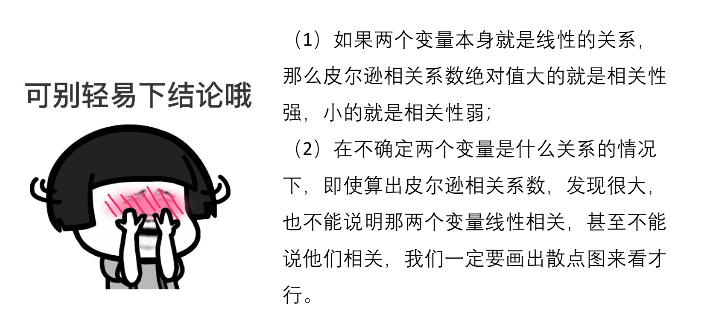 可别轻易下结论哦
（1）如果两个变量本身就是线性的关系，
那么皮尔逊相关系数绝对值大的就是相关性
强，小的就是相关性弱；
（2）在不确定两个变量是什么关系的情况
下，即使算出皮尔逊相关系数，发现很大，
也不能说明那两个变量线性相关，甚至不能
说他们相关，我们一定要画出散点图来看才
行。